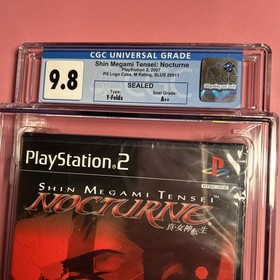 CGC UNIVERSAL GRADE
9.8
Shin Megami Tensei: Nocturne
PlayStation 2, 2007
PS Logo Case, M Rating, SLUS 20911
SEALED
Type: Seal Grade:
Y-Folds A++
PlayStation®2
SHIN MEGAMI TENSEI™
NOCTURNE
真・女神転生